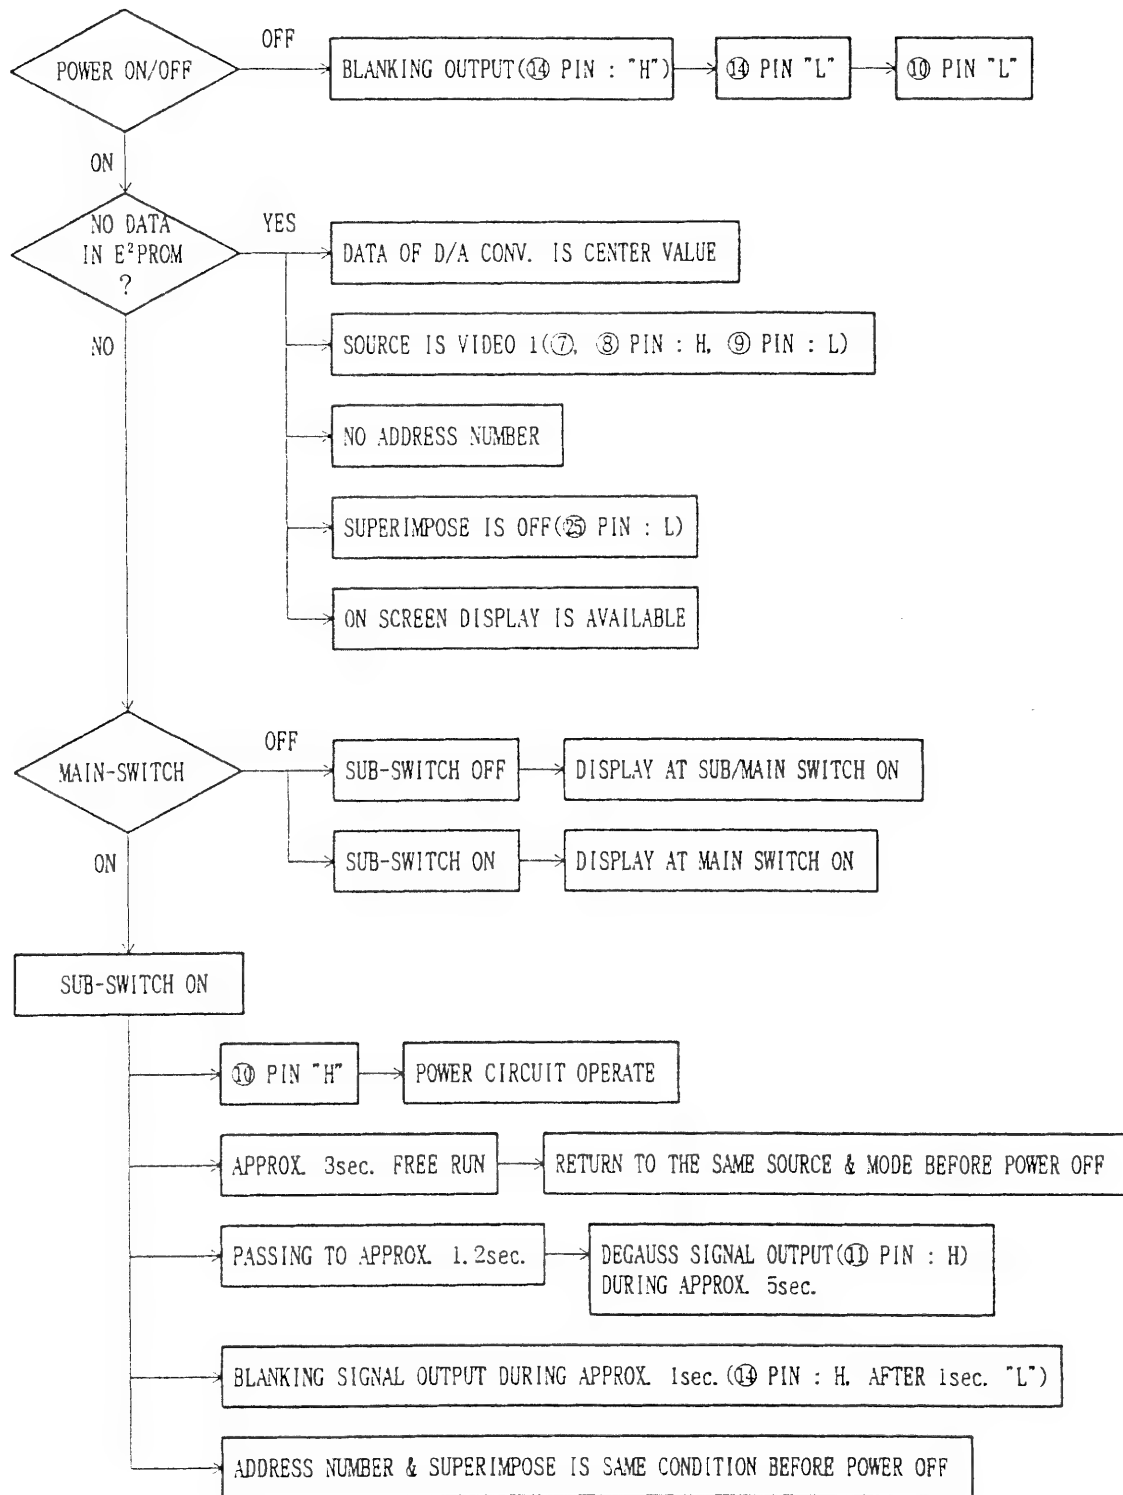 POWER ON/OFF
OFF
BLANKING OUTPUT(⑭ PIN : "H")
⑭ PIN "L"
⑩ PIN "L"
ON
NO DATA
IN E²PROM
?
YES
DATA OF D/A CONV. IS CENTER VALUE
NO
SOURCE IS VIDEO 1(⑦, ⑧ PIN : H, ⑨ PIN : L)
NO ADDRESS NUMBER
SUPERIMPOSE IS OFF(㉕ PIN : L)
ON SCREEN DISPLAY IS AVAILABLE
MAIN-SWITCH
OFF
SUB-SWITCH OFF
DISPLAY AT SUB/MAIN SWITCH ON
ON
SUB-SWITCH ON
DISPLAY AT MAIN SWITCH ON
SUB-SWITCH ON
⑩ PIN "H"
POWER CIRCUIT OPERATE
APPROX. 3sec. FREE RUN
RETURN TO THE SAME SOURCE & MODE BEFORE POWER OFF
PASSING TO APPROX. 1.2sec.
DEGAUSS SIGNAL OUTPUT(⑪ PIN : H)
DURING APPROX. 5sec.
BLANKING SIGNAL OUTPUT DURING APPROX. 1sec.(⑭ PIN : H. AFTER 1sec. "L")
ADDRESS NUMBER & SUPERIMPOSE IS SAME CONDITION BEFORE POWER OFF